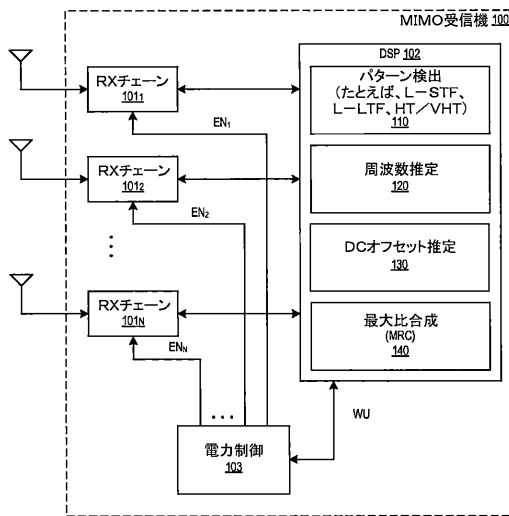 MIMO受信機 100
DSP 102
RXチェーン
101₁
パターン検出
(たとえば、L-STF、
L-LTF、HT/VHT)
110
EN₁
RXチェーン
101₂
周波数推定
120
EN₂
DCオフセット推定
130
RXチェーン
101N
最大比合成
(MRC)
140
ENN
WU
電力制御
103